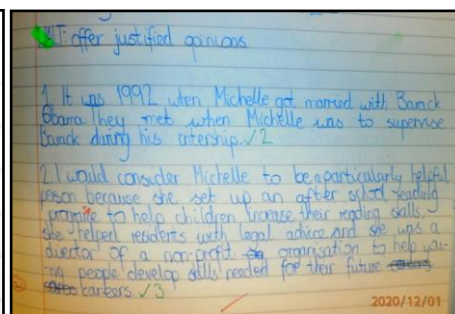 WALT: offer justified opinions
1. It was 1992 when Michelle got married with Barack
Obama They met when Michelle was to supervise
Barack during his intership. ✓2
2. I would consider Michelle to be a particularly helpful
person because she set up an after school reading
to help children increase their reading skills.
She helped residents with legal advice and she was a
director of a non-profit organisation to help you-
ng people develop skills needed for their future
careers ✓3
2020/12/01